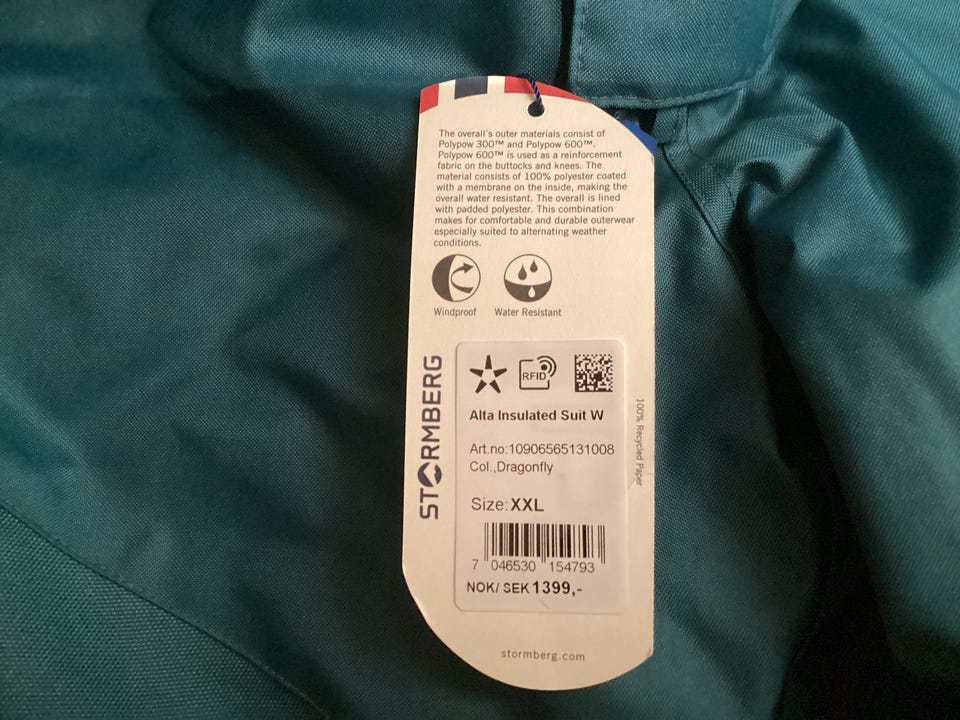 The overall's outer materials consist of
Polypow 300™ and Polypow 600™.
Polypow 600™ is used as a reinforcement
fabric on the buttocks and knees. The
material consists of 100% polyester coated
with a membrane on the inside, making the
overall water resistant. The overall is lined
with padded polyester. This combination
makes for comfortable and durable outerwear
especially suited to alternating weather
conditions.
Windproof
Water Resistant
STORMBERG
RFID
Alta Insulated Suit W
Art.no:10906565131008
Col.,Dragonfly
Size:XXL
7 046530 154793
NOK/ SEK 1399,-
100% Recycled Paper
stormberg.com